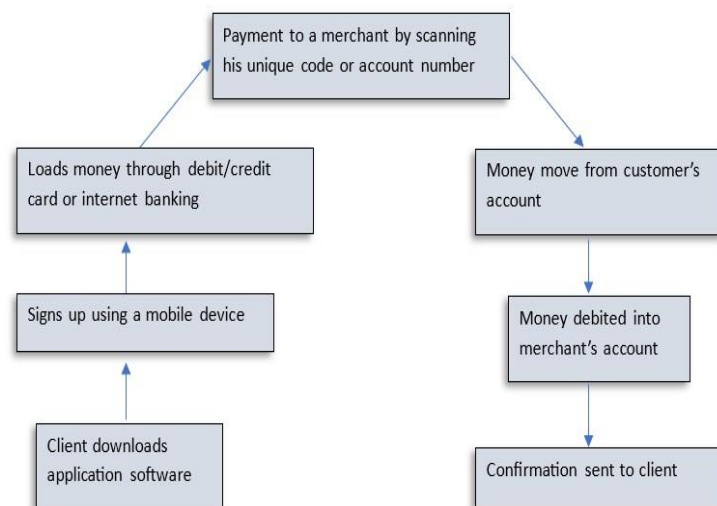 Payment to a merchant by scanning
his unique code or account number
Loads money through debit/credit
card or internet banking
Money move from customer’s
account
Signs up using a mobile device
Money debited into
merchant’s account
Client downloads
application software
Confirmation sent to client